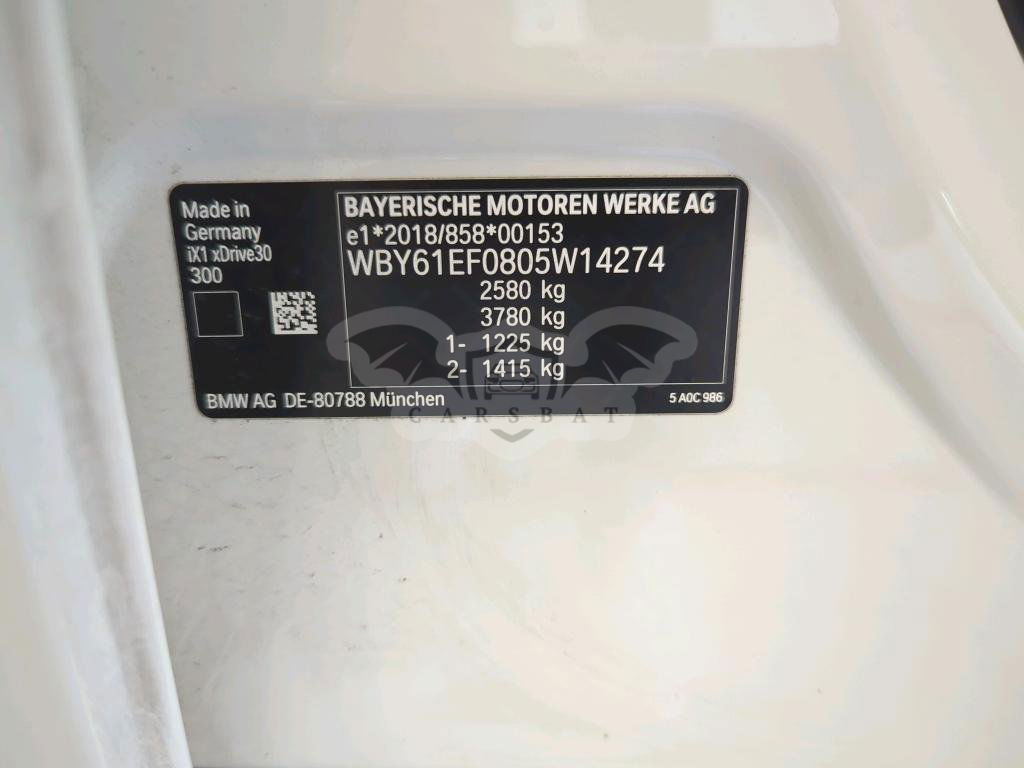 Made in
Germany
iX1 xDrive30
300
BAYERISCHE MOTOREN WERKE AG
e1*2018/858*00153
WBY61EF0805W14274
2580 kg
3780 kg
1- 1225 kg
2- 1415 kg
BMW AG DE-80788 München
5 A0C 986
CARSBAT